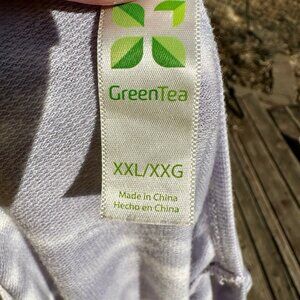 GreenTea
XXL/XXG
Made in China
Hecho en China